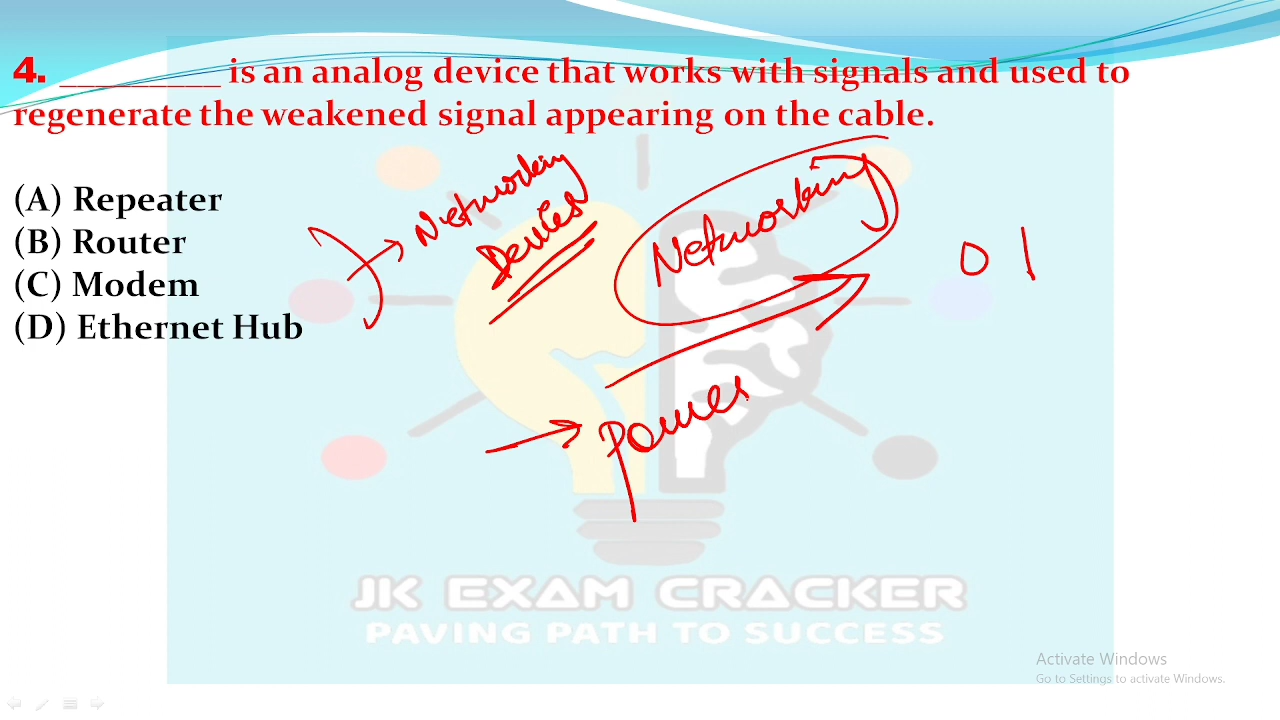 4. __________ is an analog device that works with signals and used to
regenerate the weakened signal appearing on the cable.
(A) Repeater
(B) Router
(C) Modem
(D) Ethernet Hub
Networking
Devices
Networking
0 1
Power
JK EXAM CRACKER
PAVING PATH TO SUCCESS
Activate Windows
Go to Settings to activate Windows.